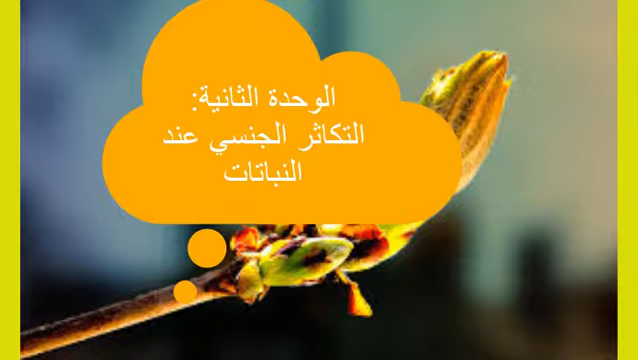 الوحدة الثانية:
التكاثر الجنسي عند
النباتات